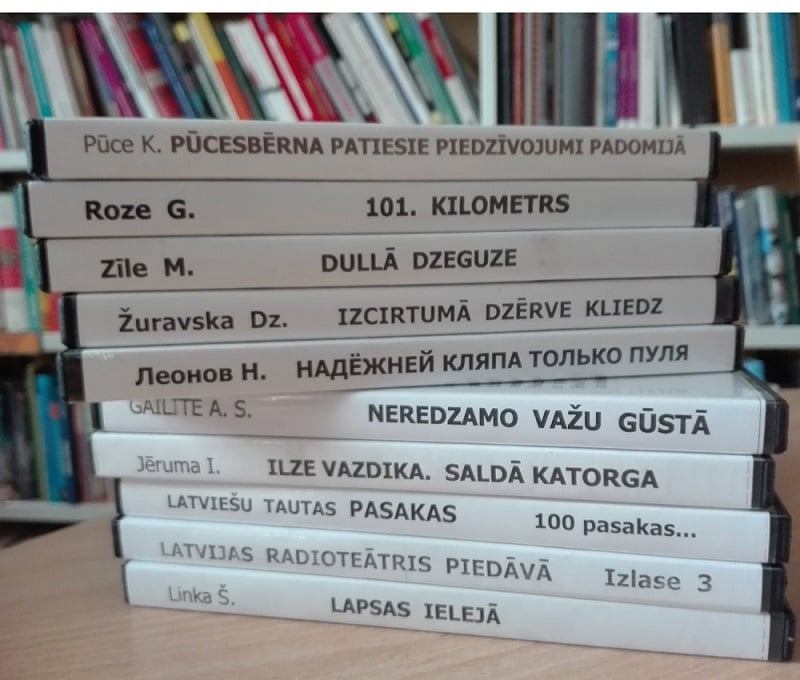 Pūce K. PŪCESBĒRNA PATIESIE PIEDZĪVOJUMI PADOMIJĀ
Roze G. 101. KILOMETRS
Zīle M. DULLĀ DZEGUZE
Žuravska Dz. IZCIRTUMĀ DZĒRVE KLIEDZ
Леонов Н. НАДЁЖНЕЙ КЛЯПА ТОЛЬКО ПУЛЯ
GAILĪTE A. S. NEREDZAMO VAŽU GŪSTĀ
Jēruma I. ILZE VAZDIKA. SALDĀ KATORGA
LATVIEŠU TAUTAS PASAKAS 100 pasakas...
LATVIJAS RADIOTEĀTRIS PIEDĀVĀ Izlase 3
Linka Š. LAPSAS IELEJĀ